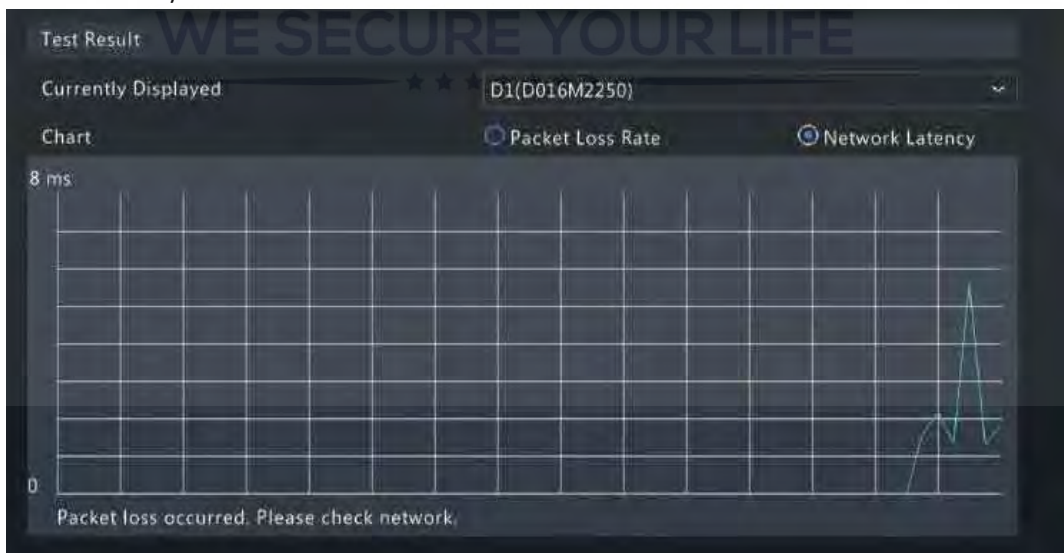 WE SECURE YOUR LIFE
Test Result
Currently Displayed D1(D016M2250)
Chart Packet Loss Rate Network Latency
8 ms
0
Packet loss occurred. Please check network.